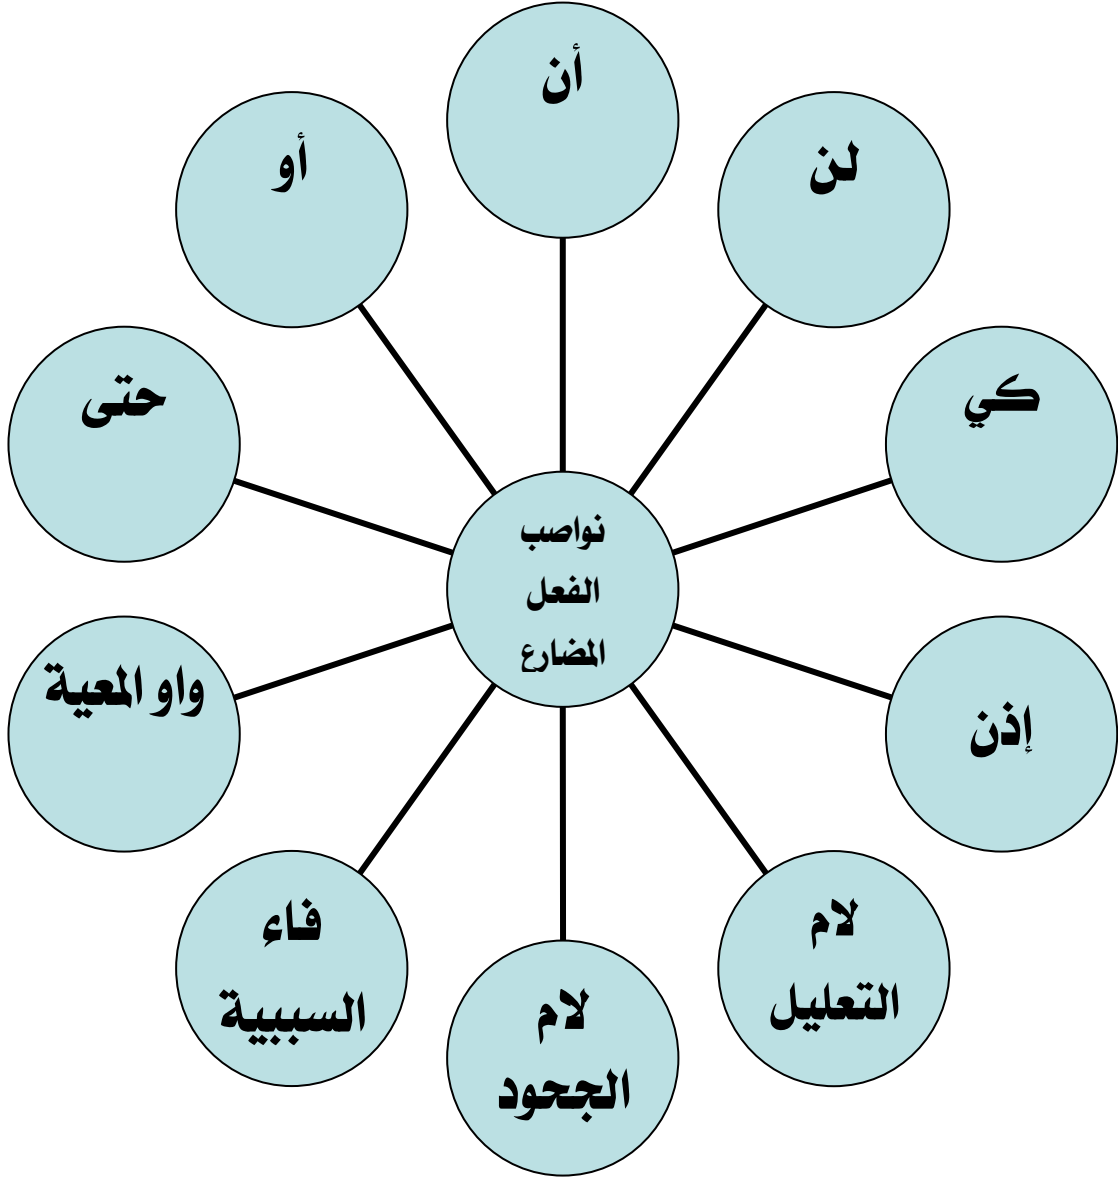 أن
لن
كي
إذن
لام
التعليل
لام
الجحود
فاء
السببية
واو المعية
حتى
أو
نواصب
الفعل
المضارع